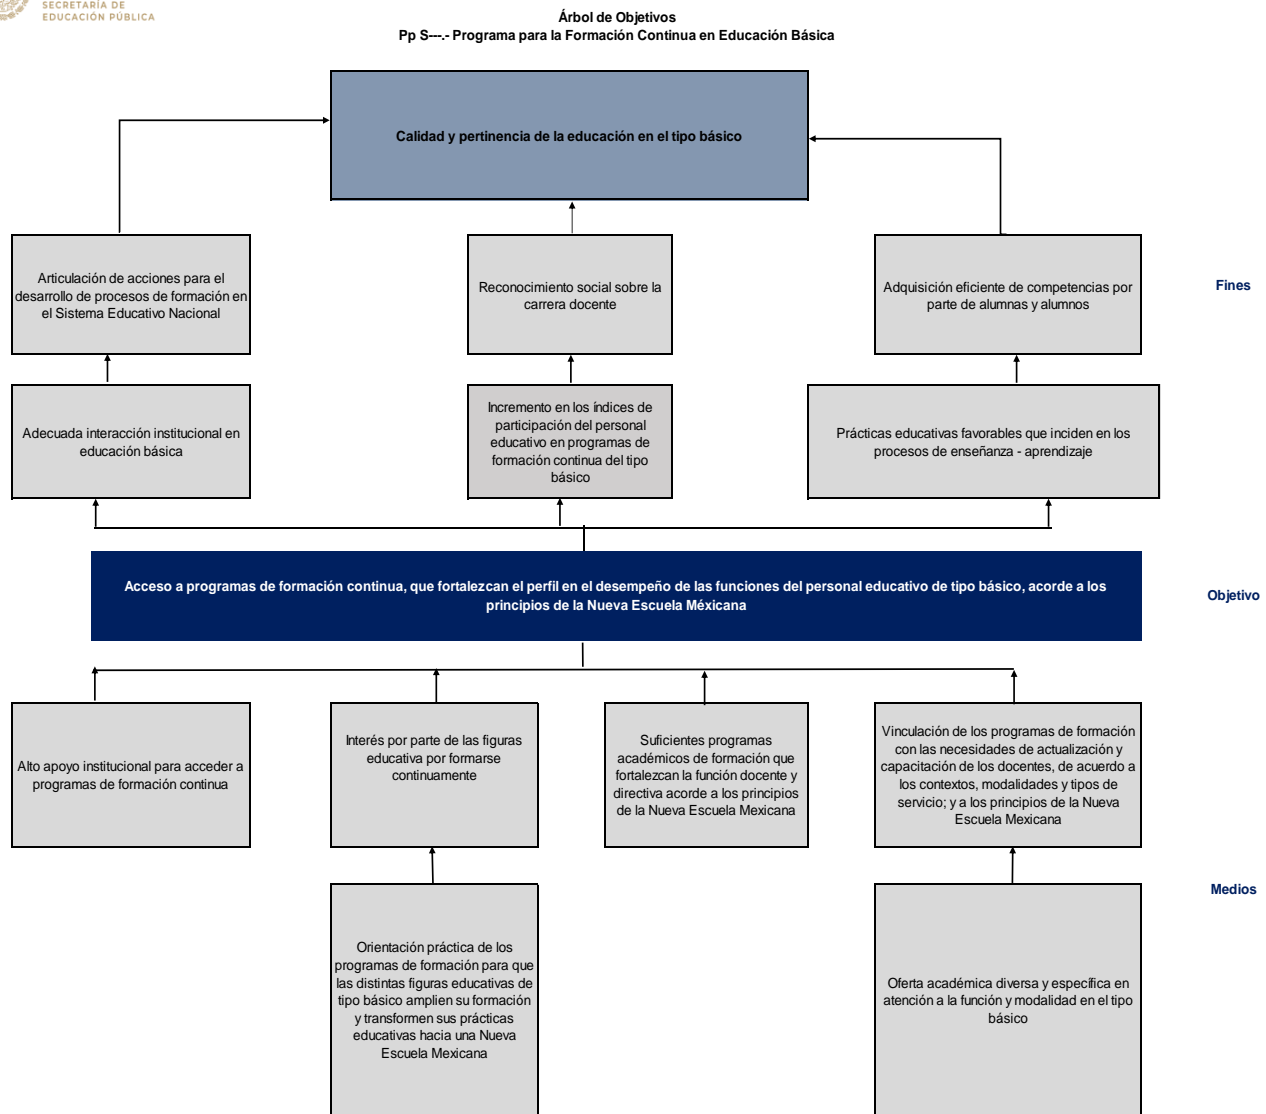 SECRETARÍA DE
EDUCACIÓN PÚBLICA
Árbol de Objetivos
Pp S---.- Programa para la Formación Continua en Educación Básica
Calidad y pertinencia de la educación en el tipo básico
Articulación de acciones para el
desarrollo de procesos de formación en
el Sistema Educativo Nacional
Reconocimiento social sobre la
carrera docente
Adquisición eficiente de competencias por
parte de alumnas y alumnos
Fines
Adecuada interacción institucional en
educación básica
Incremento en los índices de
participación del personal
educativo en programas de
formación continua del tipo
básico
Prácticas educativas favorables que inciden en los
procesos de enseñanza - aprendizaje
Acceso a programas de formación continua, que fortalezcan el perfil en el desempeño de las funciones del personal educativo de tipo básico, acorde a los
principios de la Nueva Escuela Méxicana
Objetivo
Alto apoyo institucional para acceder a
programas de formación continua
Interés por parte de las figuras
educativa por formarse
continuamente
Suficientes programas
académicos de formación que
fortalezcan la función docente y
directiva acorde a los principios
de la Nueva Escuela Mexicana
Vinculación de los programas de formación
con las necesidades de actualización y
capacitación de los docentes, de acuerdo a
los contextos, modalidades y tipos de
servicio; y a los principios de la Nueva
Escuela Mexicana
Medios
Orientación práctica de los
programas de formación para que
las distintas figuras educativas de
tipo básico amplien su formación
y transformen sus prácticas
educativas hacia una Nueva
Escuela Mexicana
Oferta académica diversa y específica en
atención a la función y modalidad en el tipo
básico